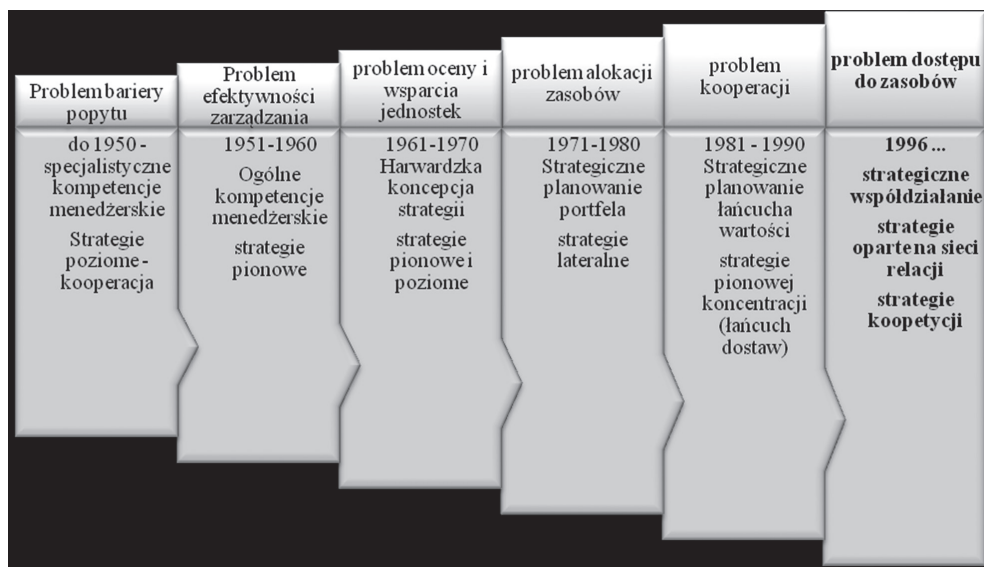 Problem bariery
popytu
do 1950 -
specjalistyczne
kompetencje
menedżerskie
Strategie
poziome -
kooperacja
Problem
efektywności
zarządzania
1951-1960
Ogólne
kompetencje
menedżerskie
strategie
pionowe
problem oceny i
wsparcia
jednostek
1961-1970
Harwardzka
koncepcja
strategii
strategie
pionowe i
poziome
problem alokacji
zasobów
1971-1980
Strategiczne
planowanie
portfela
strategie
lateralne
problem
kooperacji
1981 - 1990
Strategiczne
planowanie
łańcucha
wartości
strategie
pionowej
koncentracji
(łańcuch
dostaw)
problem dostępu
do zasobów
1996 ...
strategiczne
współdziałanie
strategie
oparte na sieci
relacji
strategie
koopetycji